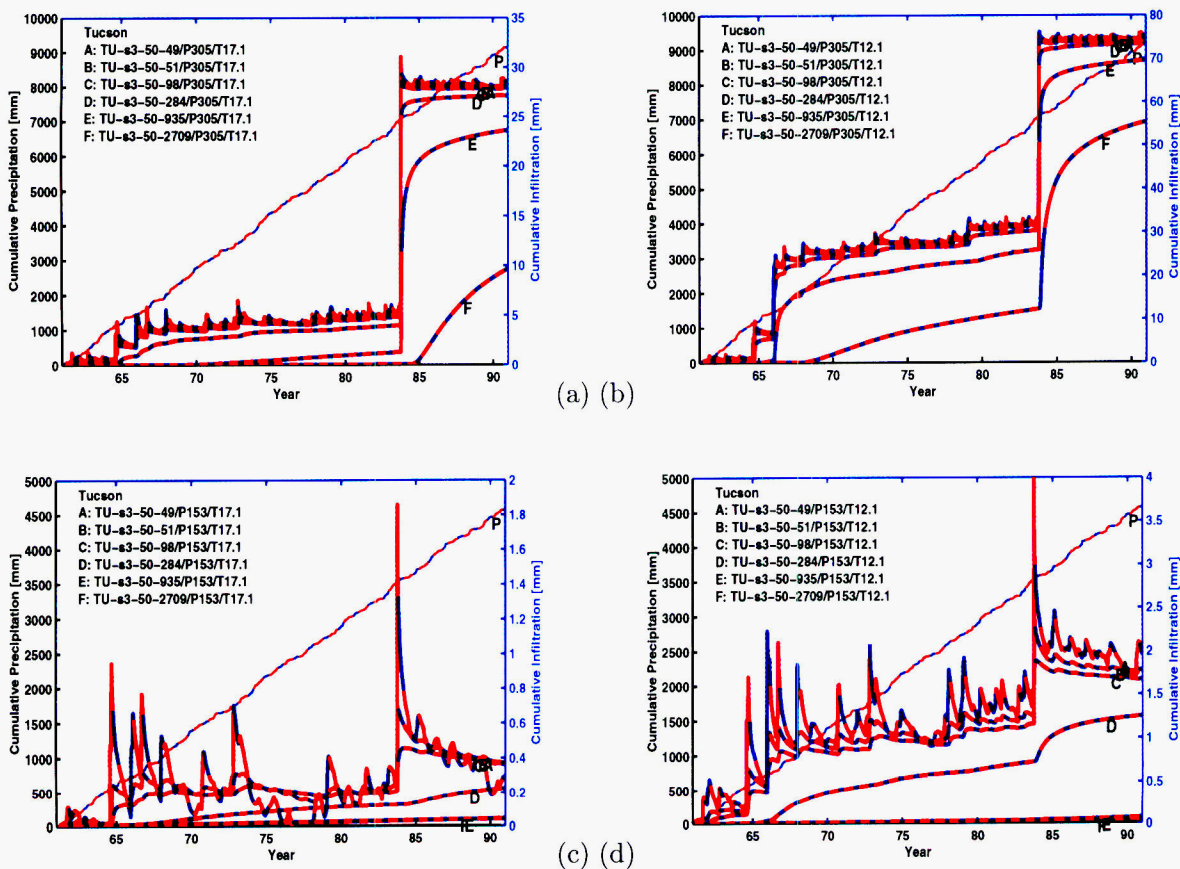 Tucson
A: TU-s3-50-49/P305/T17.1
B: TU-s3-50-51/P305/T17.1
C: TU-s3-50-98/P305/T17.1
D: TU-s3-50-284/P305/T17.1
E: TU-s3-50-935/P305/T17.1
F: TU-s3-50-2709/P305/T17.1
Cumulative Precipitation [mm]
10000
9000
8000
7000
6000
5000
4000
3000
2000
1000
0
Cumulative Infiltration [mm]
35
30
25
20
15
10
5
0
P
D
E
F
65 70 75 80 85 90
Year
(a)
Tucson
A: TU-s3-50-49/P305/T12.1
B: TU-s3-50-51/P305/T12.1
C: TU-s3-50-98/P305/T12.1
D: TU-s3-50-284/P305/T12.1
E: TU-s3-50-935/P305/T12.1
F: TU-s3-50-2709/P305/T12.1
Cumulative Precipitation [mm]
10000
9000
8000
7000
6000
5000
4000
3000
2000
1000
0
Cumulative Infiltration [mm]
80
70
60
50
40
30
20
10
0
E
F
65 70 75 80 85 90
Year
(b)
Tucson
A: TU-s3-50-49/P153/T17.1
B: TU-s3-50-51/P153/T17.1
C: TU-s3-50-98/P153/T17.1
D: TU-s3-50-284/P153/T17.1
E: TU-s3-50-935/P153/T17.1
F: TU-s3-50-2709/P153/T17.1
Cumulative Precipitation [mm]
5000
4500
4000
3500
3000
2500
2000
1500
1000
500
0
Cumulative Infiltration [mm]
2
1.8
1.6
1.4
1.2
1
0.8
0.6
0.4
0.2
0
P
D
E
65 70 75 80 85 90
Year
(c)
Tucson
A: TU-s3-50-49/P153/T12.1
B: TU-s3-50-51/P153/T12.1
C: TU-s3-50-98/P153/T12.1
D: TU-s3-50-284/P153/T12.1
E: TU-s3-50-935/P153/T12.1
F: TU-s3-50-2709/P153/T12.1
Cumulative Precipitation [mm]
5000
4500
4000
3500
3000
2500
2000
1500
1000
500
0
Cumulative Infiltration [mm]
4
3.5
3
2.5
2
1.5
1
0.5
0
P
C
D
E
65 70 75 80 85 90
Year
(d)